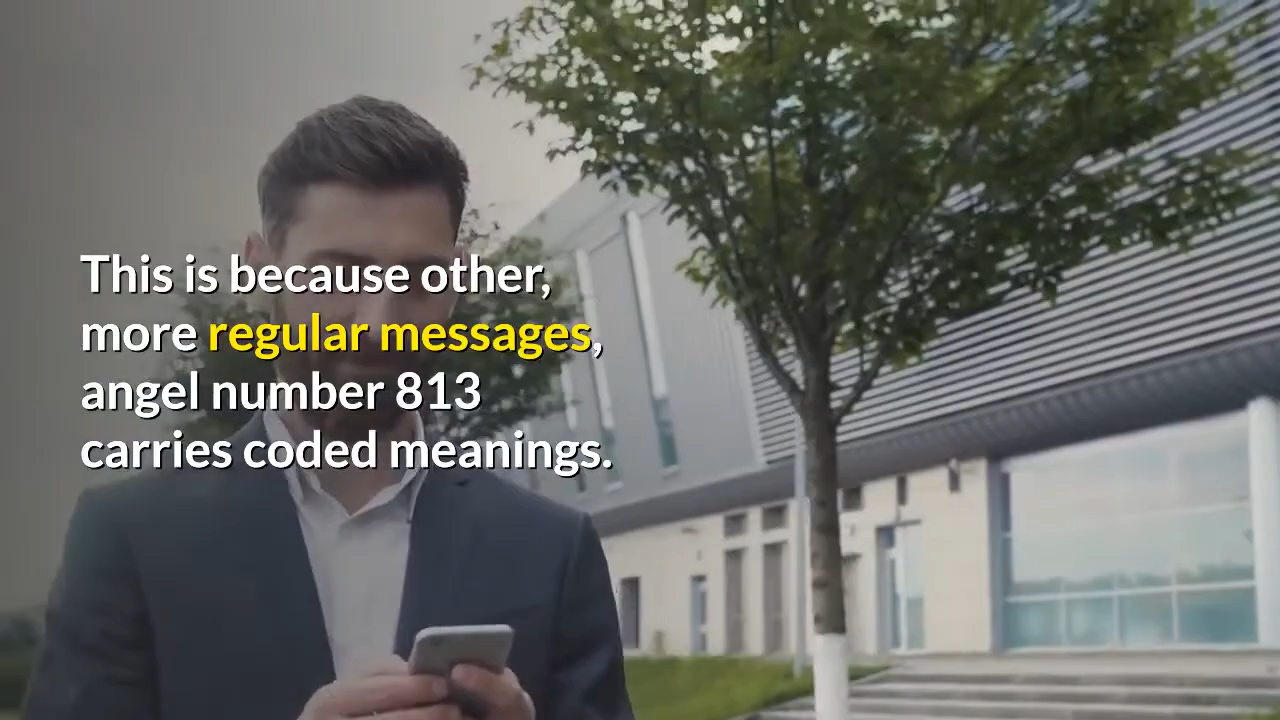 This is because other,
more regular messages,
angel number 813
carries coded meanings.